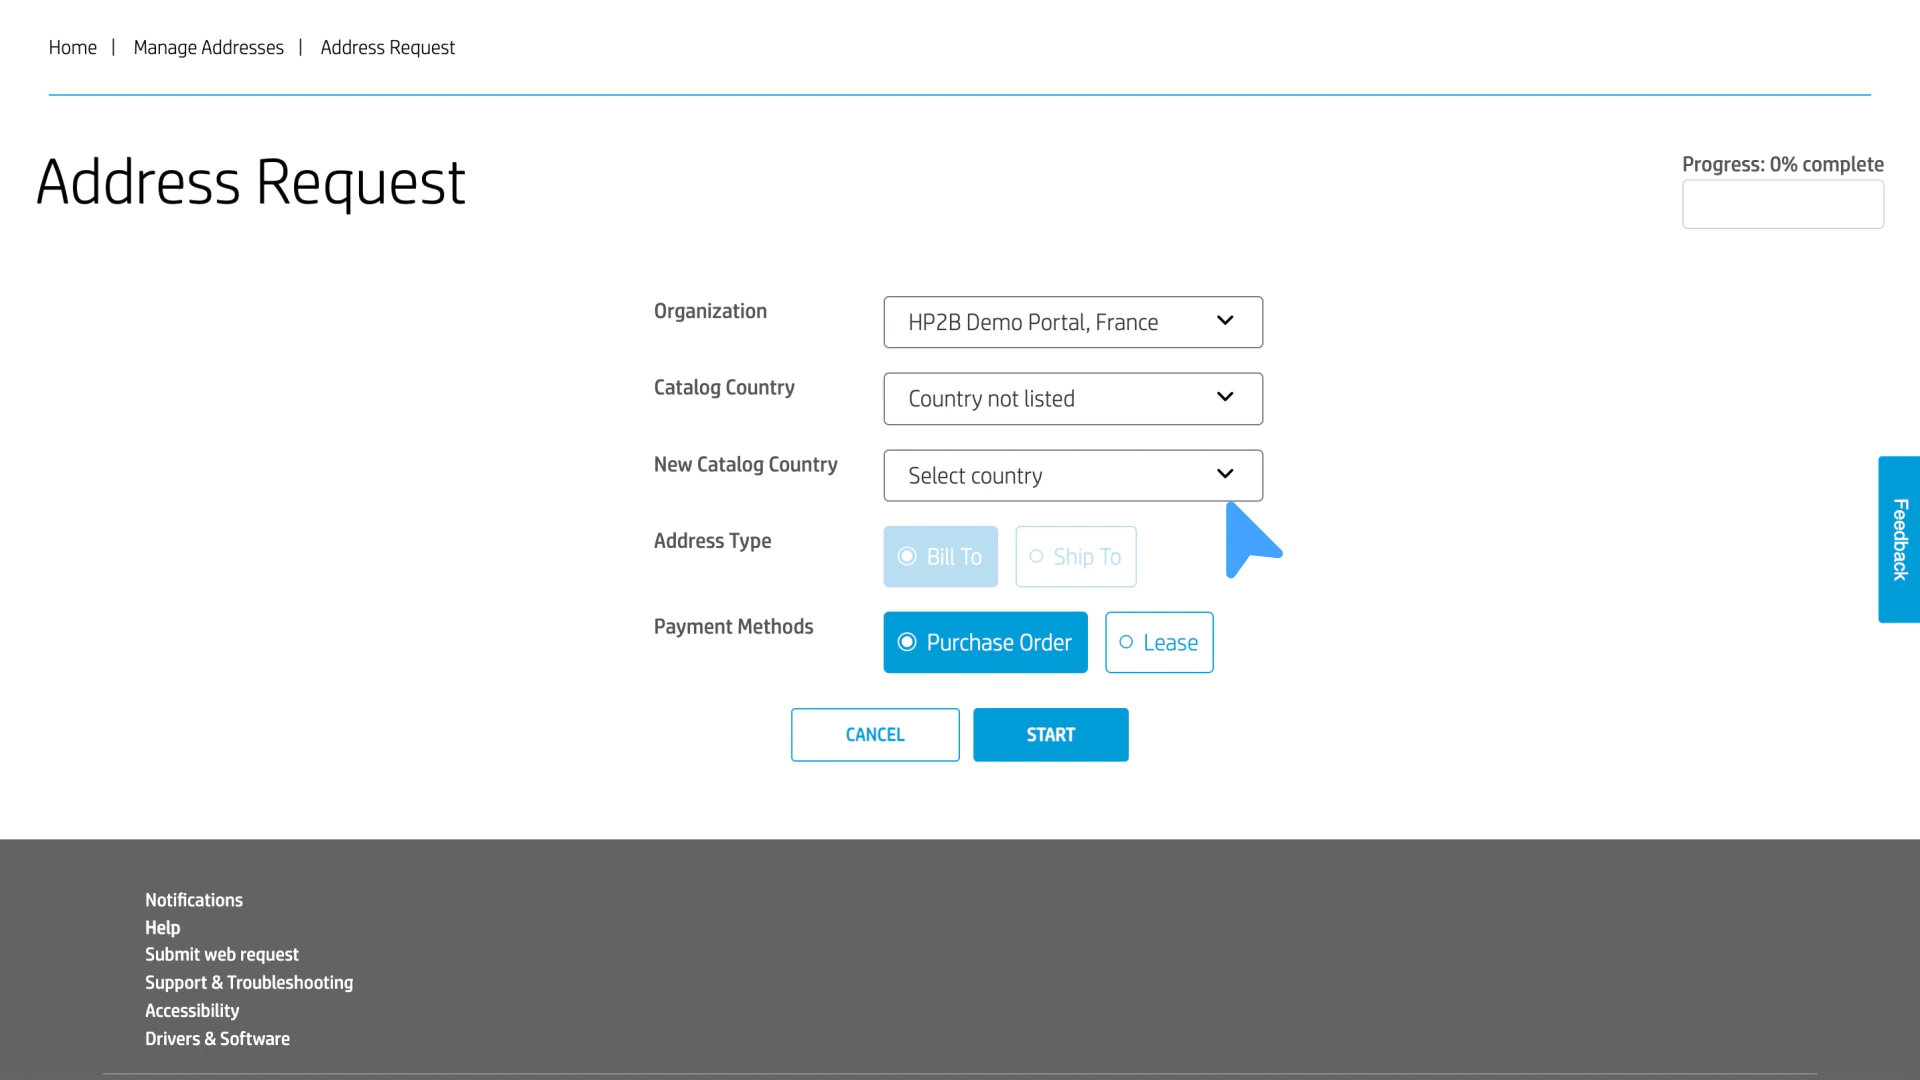 Home | Manage Addresses | Address Request
Address Request
Progress: 0% complete
Organization HP2B Demo Portal, France
Catalog Country Country not listed
New Catalog Country Select country
Address Type Bill To Ship To
Payment Methods Purchase Order Lease
CANCEL START
Feedback
Notifications
Help
Submit web request
Support & Troubleshooting
Accessibility
Drivers & Software